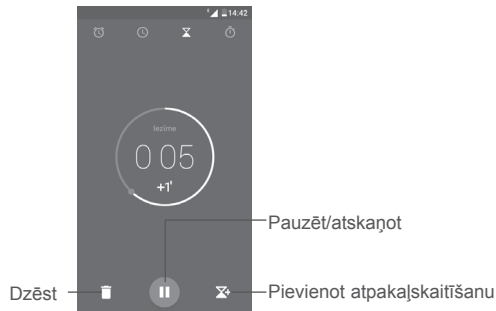 14:42
Iezīme
0 05
+1'
Pauzēt/atskaņot
Dzēst
Pievienot atpakaļskaitīšanu